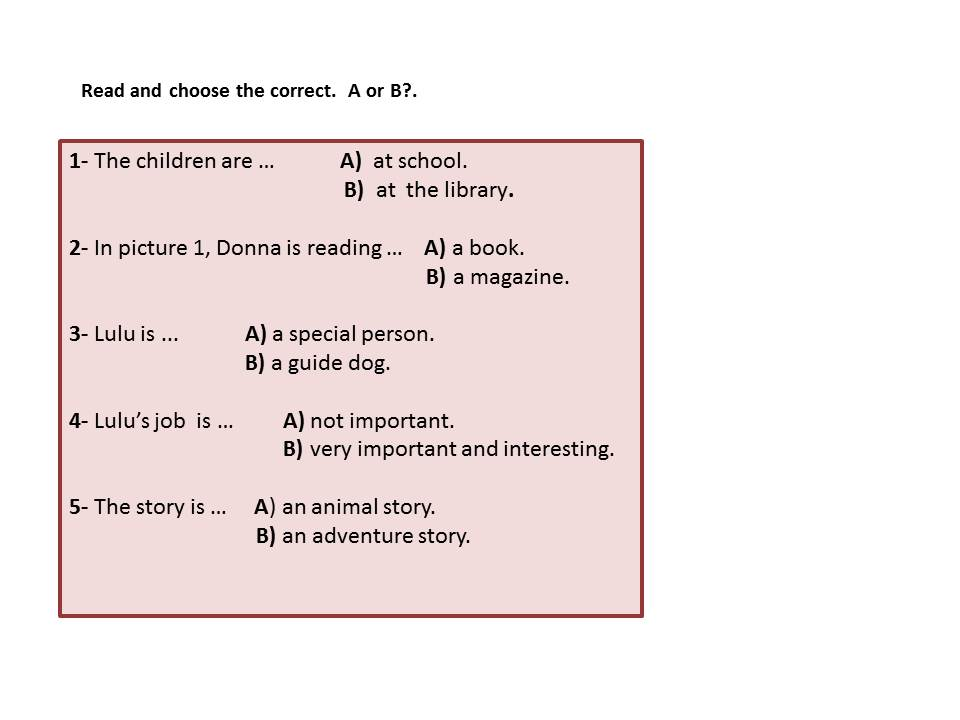 Read and choose the correct. A or B?.
1- The children are ... A) at school.
B) at the library.
2- In picture 1, Donna is reading ... A) a book.
B) a magazine.
3- Lulu is ... A) a special person.
B) a guide dog.
4- Lulu’s job is ... A) not important.
B) very important and interesting.
5- The story is ... A) an animal story.
B) an adventure story.